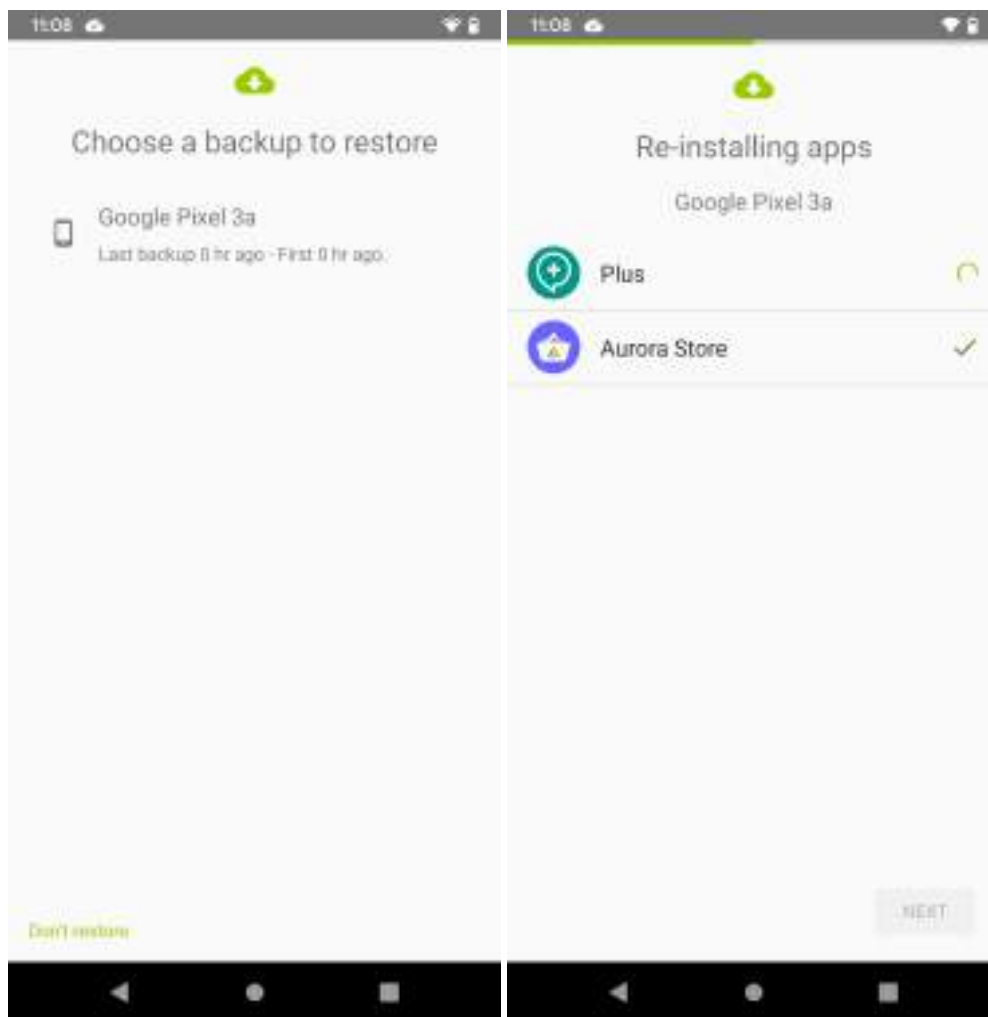 11:08
Choose a backup to restore
Google Pixel 3a
Last backup 0 hr ago · First 0 hr ago.
Don't restore
11:08
Re-installing apps
Google Pixel 3a
Plus
Aurora Store
NEXT